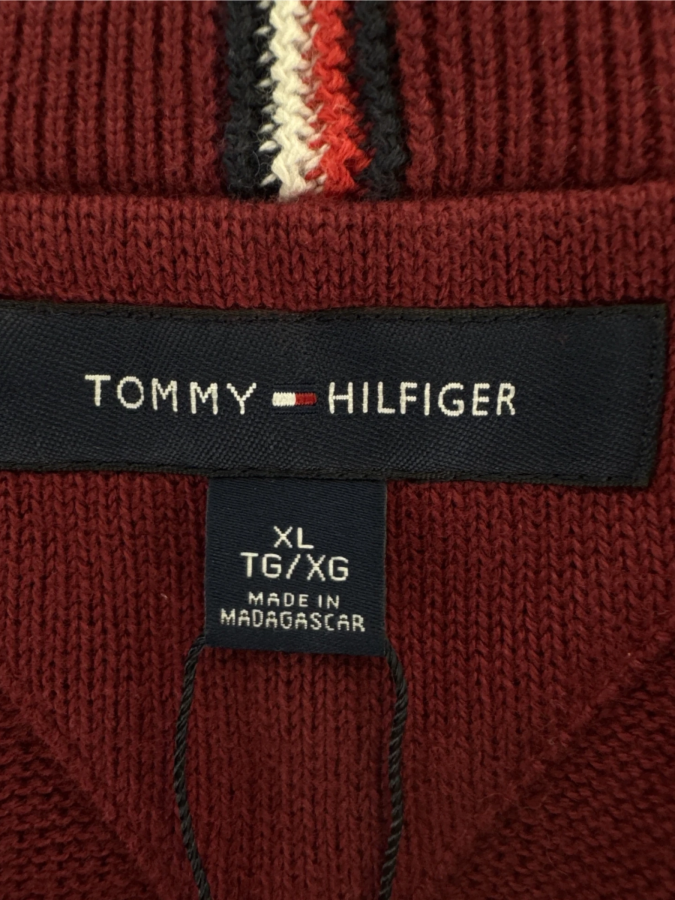 TOMMY HILFIGER
XL
TG/XG
MADE IN
MADAGASCAR